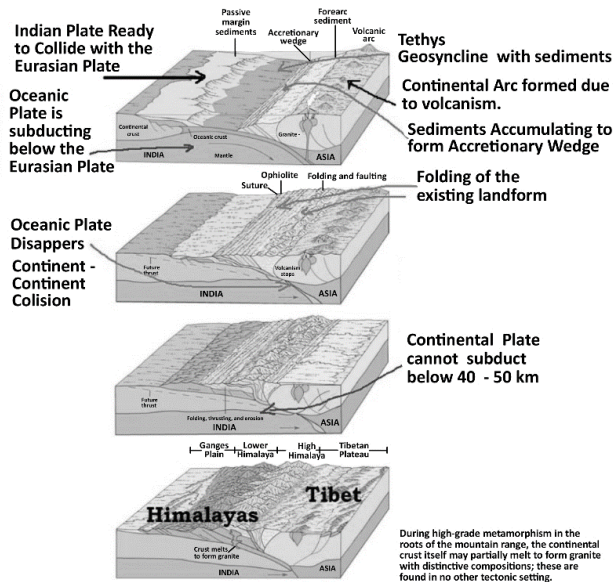 Passive
margin
sediments
Forearc
sediment
Accretionary
wedge
Volcanic
arc
Indian Plate Ready
to Collide with the
Eurasian Plate
Tethys
Geosyncline with sediments
Continental Arc formed due
to volcanism.
Oceanic
Plate is
subducting
below the
Eurasian Plate
Sediments Accumulating to
form Accretionary Wedge
Continental
crust
Oceanic crust
Granite
INDIA
Mantle
ASIA
Ophiolite
Suture
Folding and faulting
Folding of the
existing landform
Oceanic Plate
Disappers
Continent -
Continent
Colision
Future
thrust
Volcanism
stops
INDIA
ASIA
Continental Plate
cannot subduct
below 40 - 50 km
Future
thrust
Folding, thrusting, and erosion
INDIA
ASIA
Ganges
Plain
Lower
Himalaya
High
Himalaya
Tibetan
Plateau
Himalayas
Tibet
Crust melts
to form granite
INDIA
ASIA
During high-grade metamorphism in the
roots of the mountain range, the continental
crust itself may partially melt to form granite
with distinctive compositions; these are
found in no other tectonic setting.